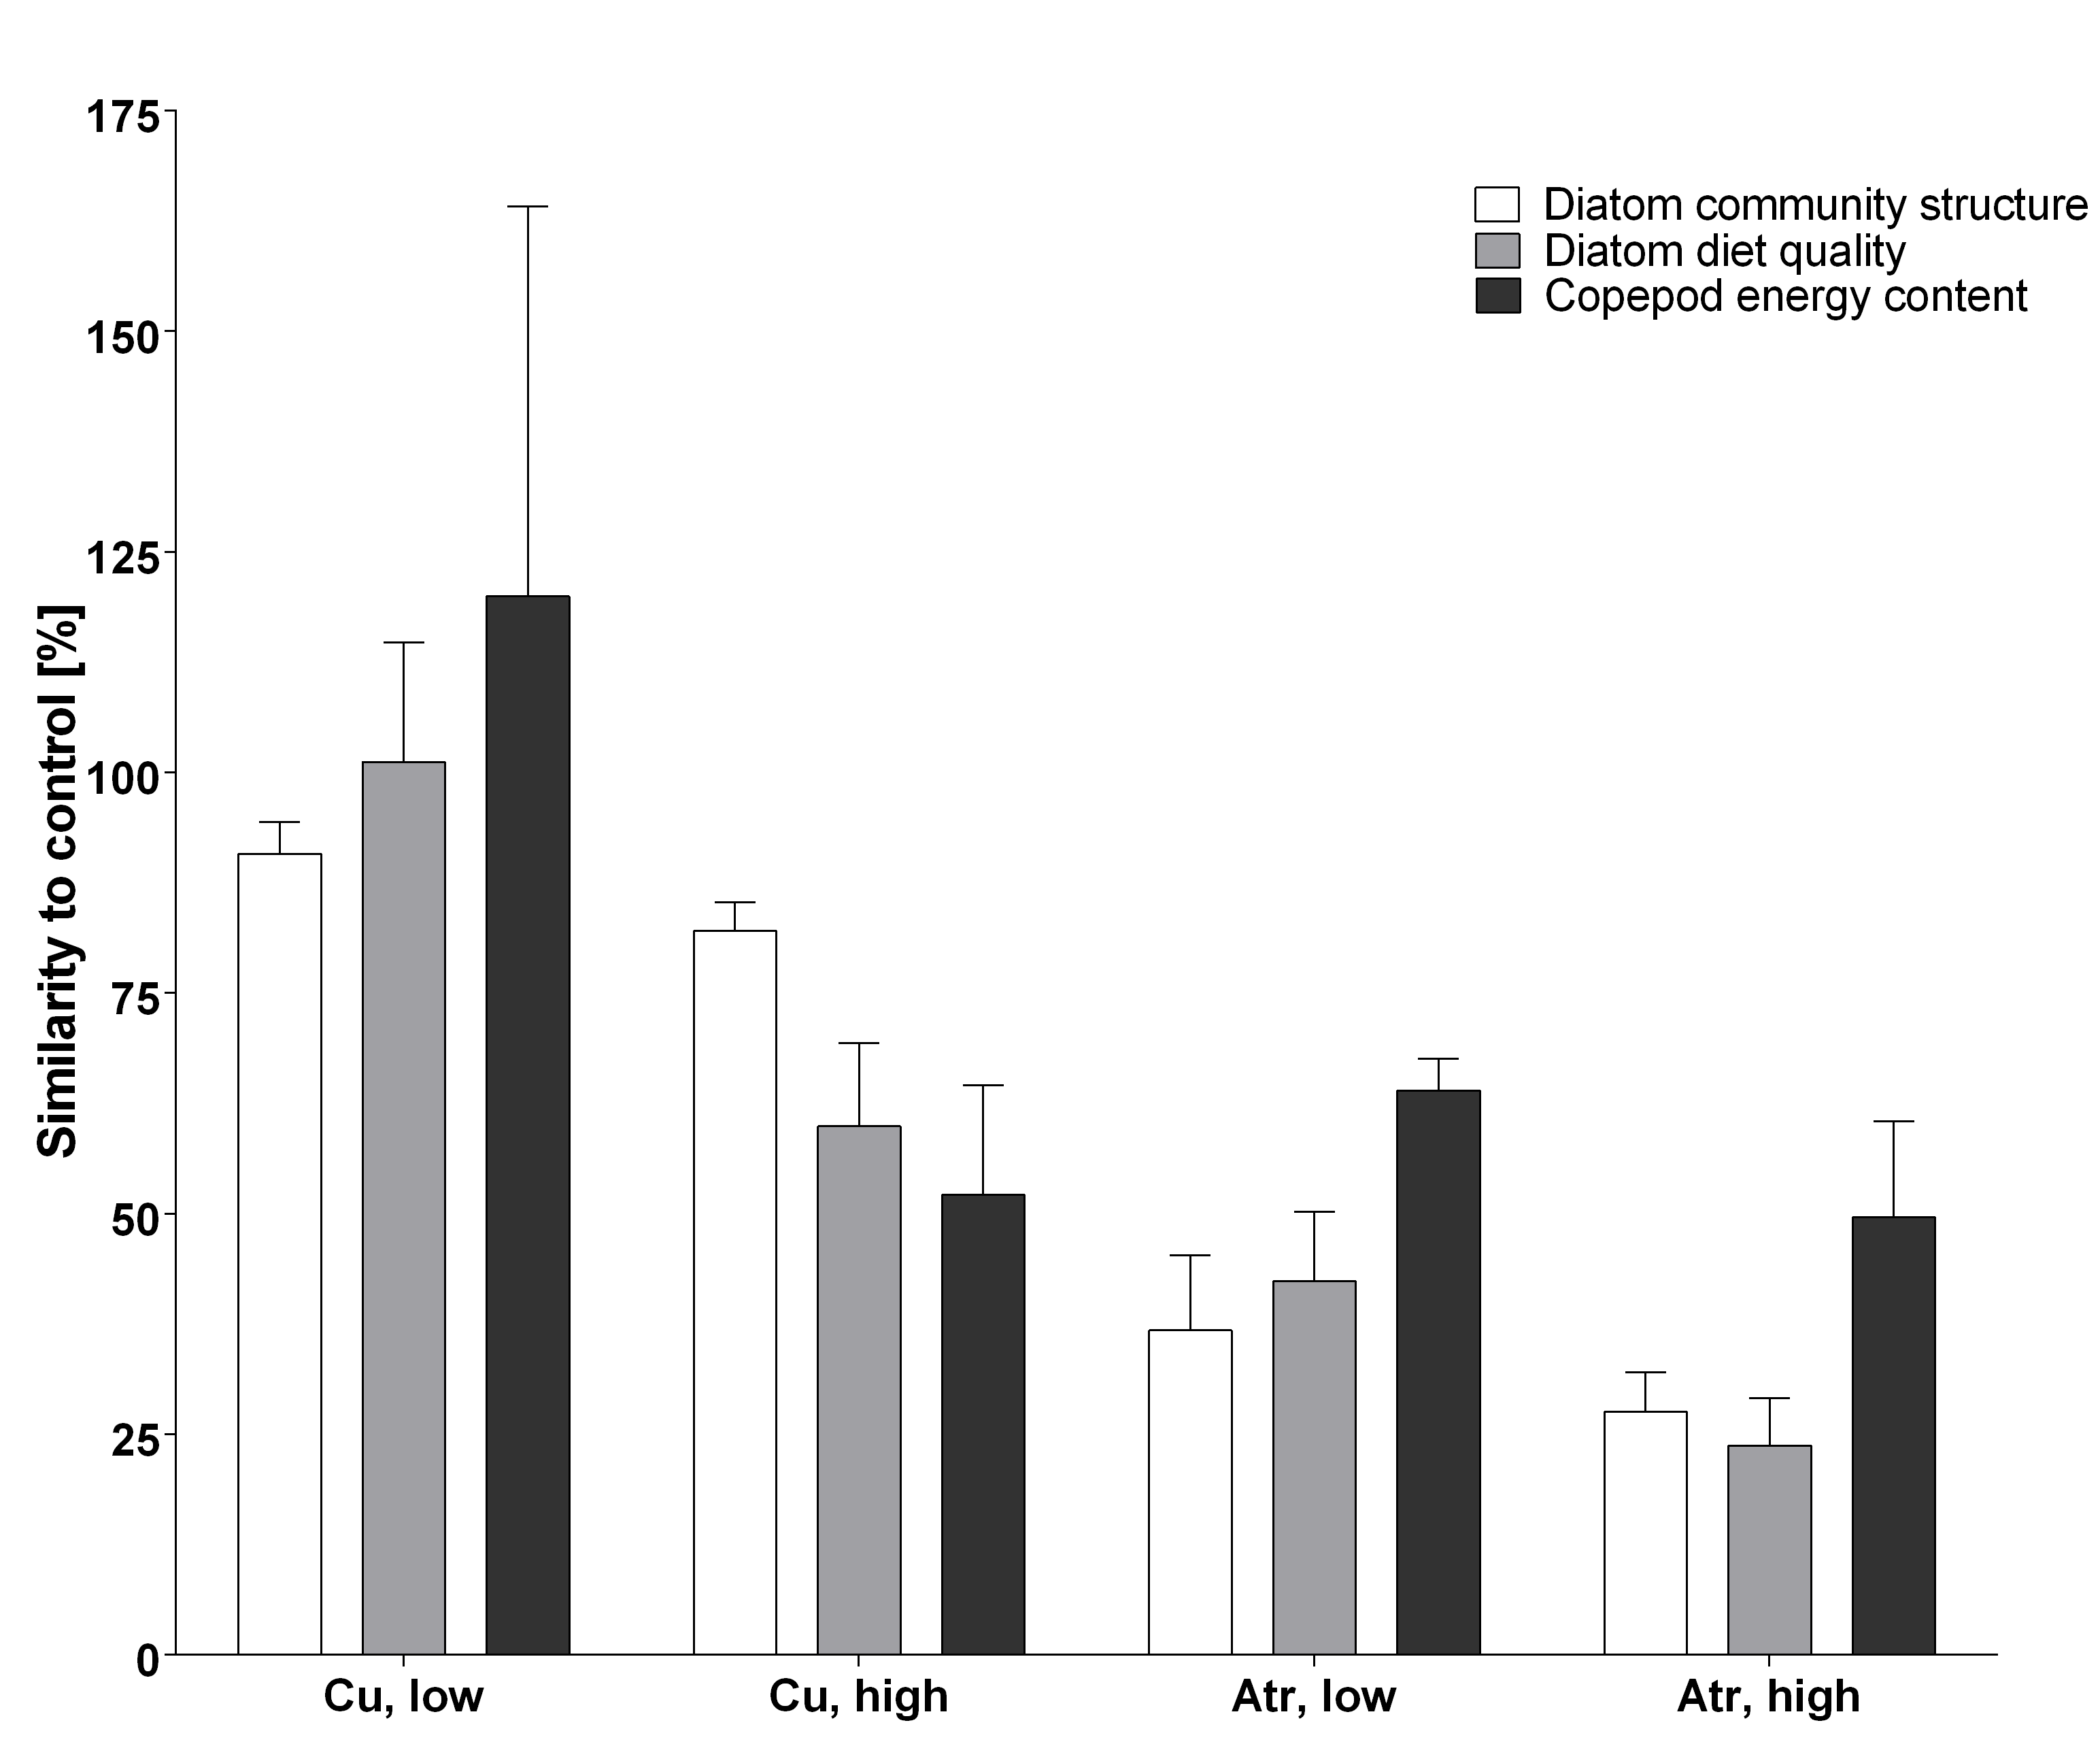 175
150
125
100
75
50
25
0
Similarity to control [%]
Diatom community structure
Diatom diet quality
Copepod energy content
Cu, low
Cu, high
Atr, low
Atr, high